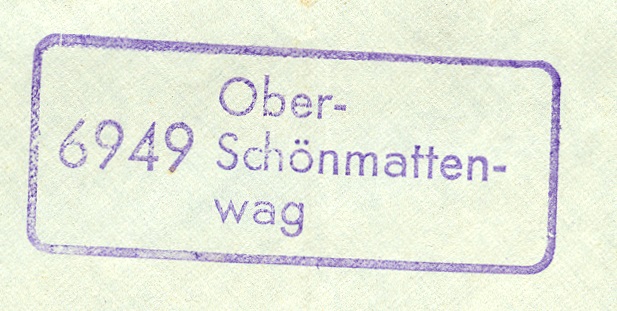 Ober-
6949 Schönmatten-
wag